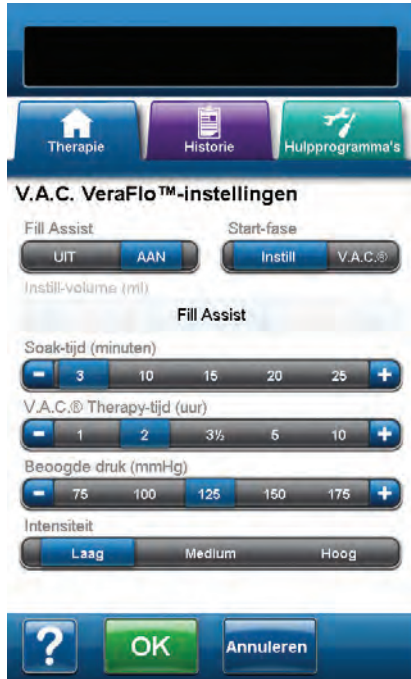 Therapie Historie Hulpprogramma's
V.A.C. VeraFlo™-instellingen
Fill Assist Start-fase
UIT AAN Instill V.A.C.®
Instill-volume (ml)
Fill Assist
Soak-tijd (minuten)
- 3 10 15 20 25 +
V.A.C.® Therapy-tijd (uur)
- 1 2 3½ 5 10 +
Beoogde druk (mmHg)
- 75 100 125 150 175 +
Intensiteit
Laag Medium Hoog
? OK Annuleren